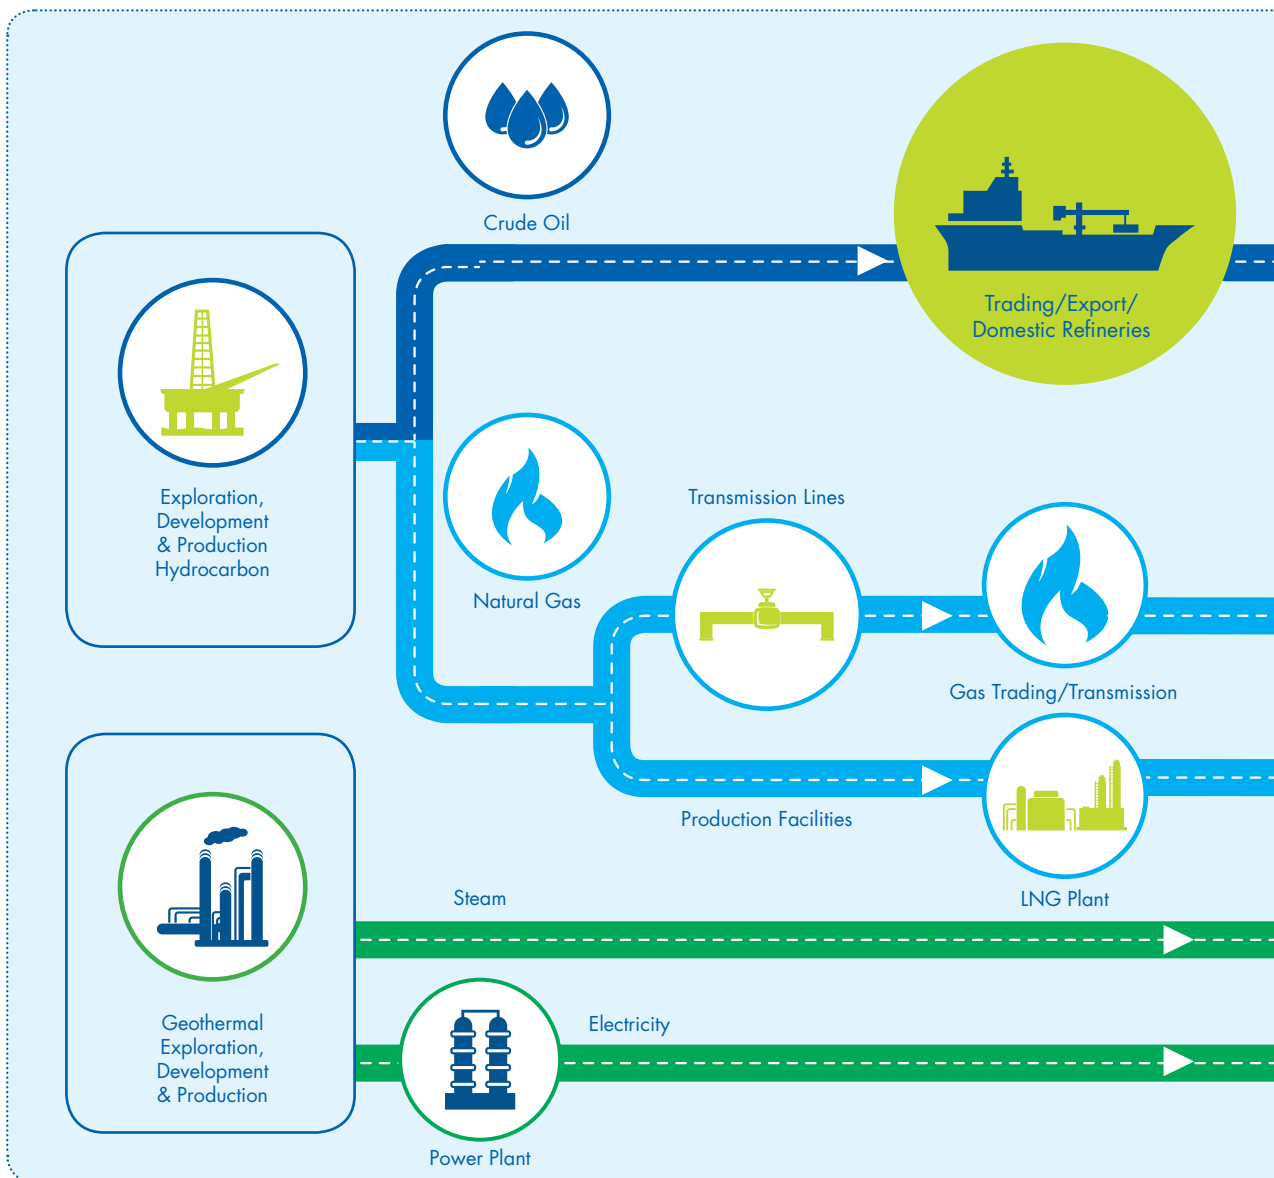 Crude Oil
Trading/Export/
Domestic Refineries
Exploration,
Development
& Production
Hydrocarbon
Natural Gas
Transmission Lines
Gas Trading/Transmission
Production Facilities
LNG Plant
Steam
Geothermal
Exploration,
Development
& Production
Electricity
Power Plant